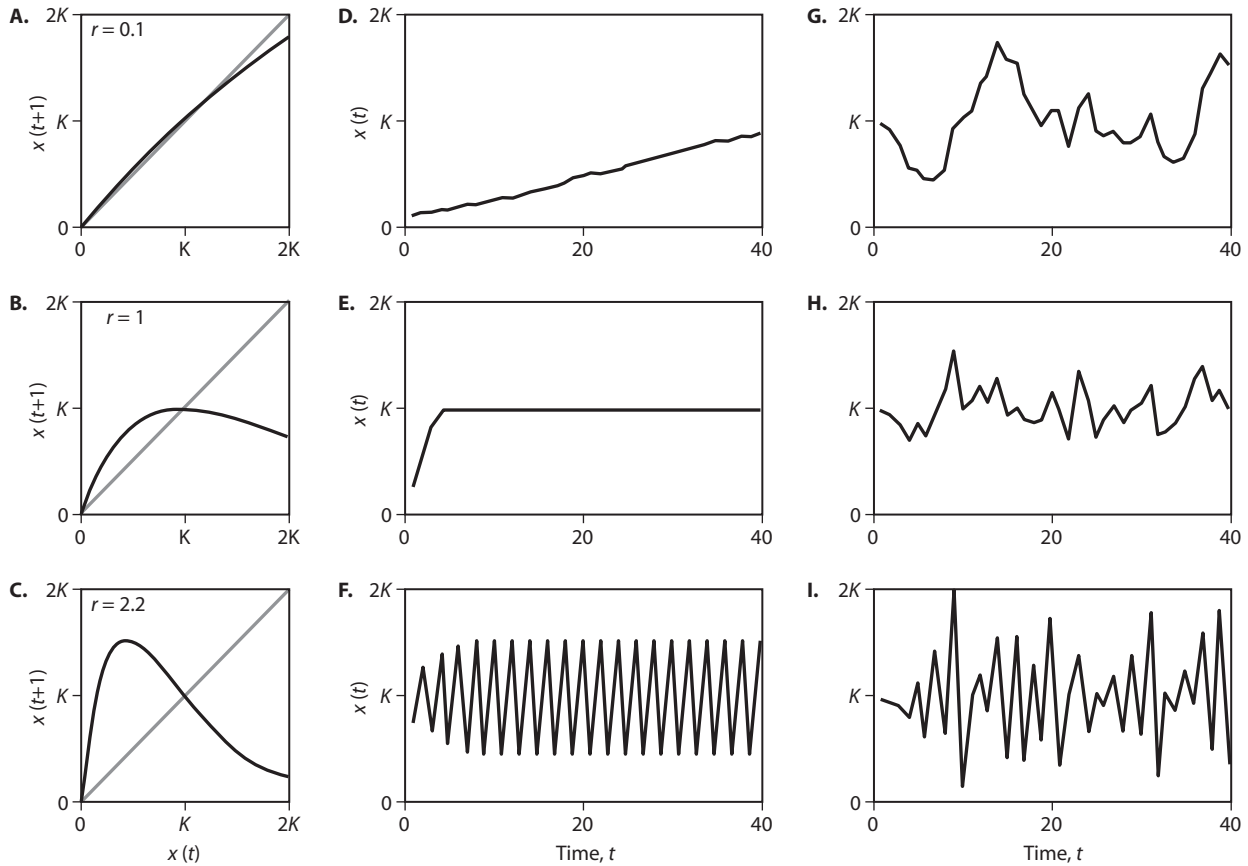 A.
2K
r = 0.1
K
x (t+1)
0
0 K 2K
D.
2K
K
x (t)
0
0 20 40
G.
2K
K
0
0 20 40
B.
2K
r = 1
K
x (t+1)
0
0 K 2K
E.
2K
K
x (t)
0
0 20 40
H.
2K
K
0
0 20 40
C.
2K
r = 2.2
K
x (t+1)
0
0 K 2K
x (t)
F.
2K
K
x (t)
0
0 20 40
Time, t
I.
2K
K
0
0 20 40
Time, t